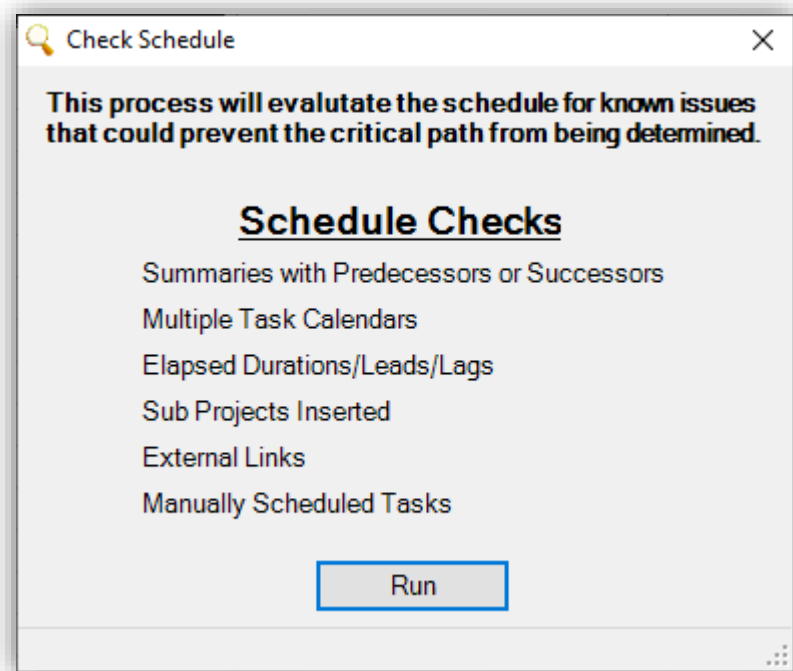 Check Schedule
This process will evalutate the schedule for known issues
that could prevent the critical path from being determined.
Schedule Checks
Summaries with Predecessors or Successors
Multiple Task Calendars
Elapsed Durations/Leads/Lags
Sub Projects Inserted
External Links
Manually Scheduled Tasks
Run